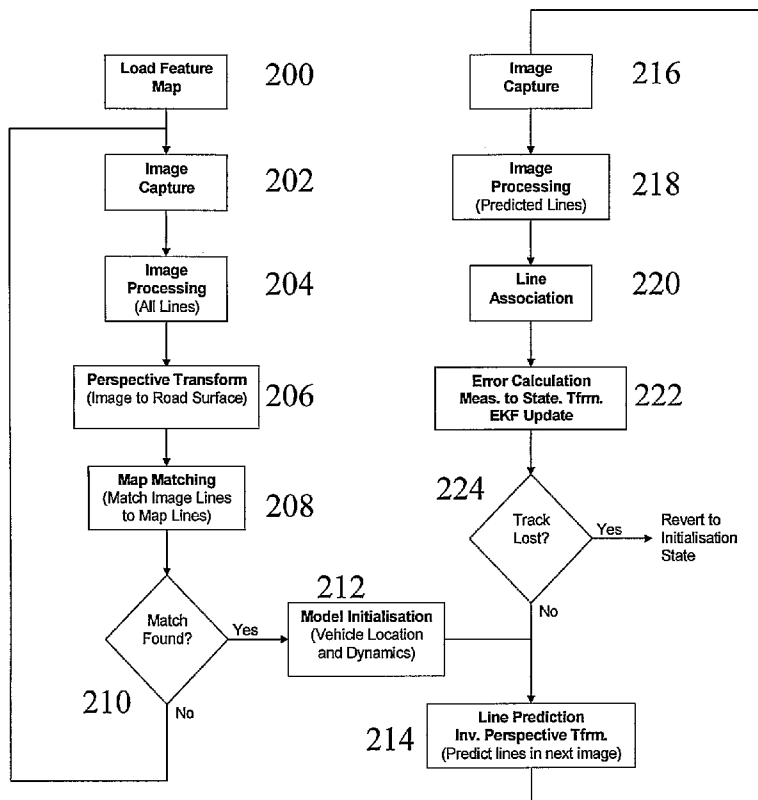 Load Feature
Map
200
Image
Capture
202
Image
Processing
(All Lines)
204
Perspective Transform
(Image to Road Surface)
206
Map Matching
(Match Image Lines
to Map Lines)
208
Match
Found?
210
Yes
No
212
Model Initialisation
(Vehicle Location
and Dynamics)
Image
Capture
216
Image
Processing
(Predicted Lines)
218
Line
Association
220
Error Calculation
Meas. to State. Tfrm.
EKF Update
222
224
Track
Lost?
Yes
Revert to
Initialisation
State
No
214
Line Prediction
Inv. Perspective Tfrm.
(Predict lines in next image)